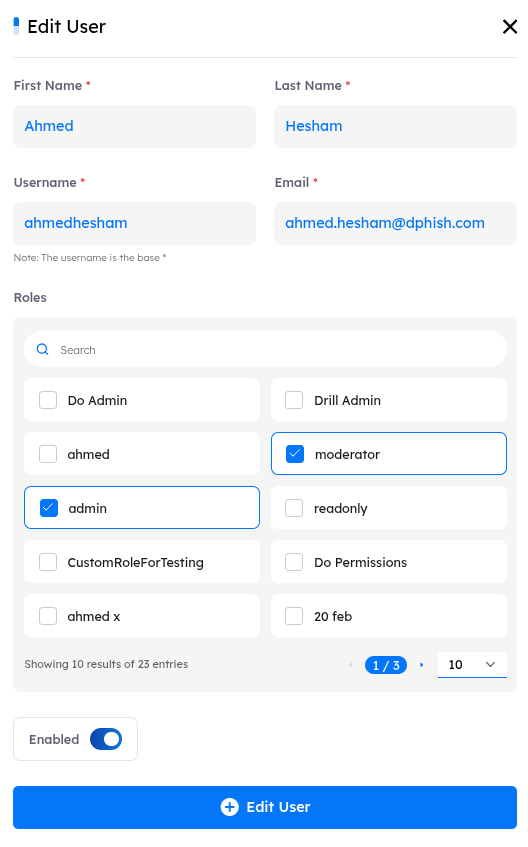 Edit User
First Name *
Last Name *
Ahmed
Hesham
Username *
Email *
ahmedhesham
ahmed.hesham@dphish.com
Note: The username is the base *
Roles
Search
Do Admin
Drill Admin
ahmed
moderator
admin
readonly
CustomRoleForTesting
Do Permissions
ahmed x
20 feb
Showing 10 results of 23 entries
1 / 3
10
Enabled
Edit User